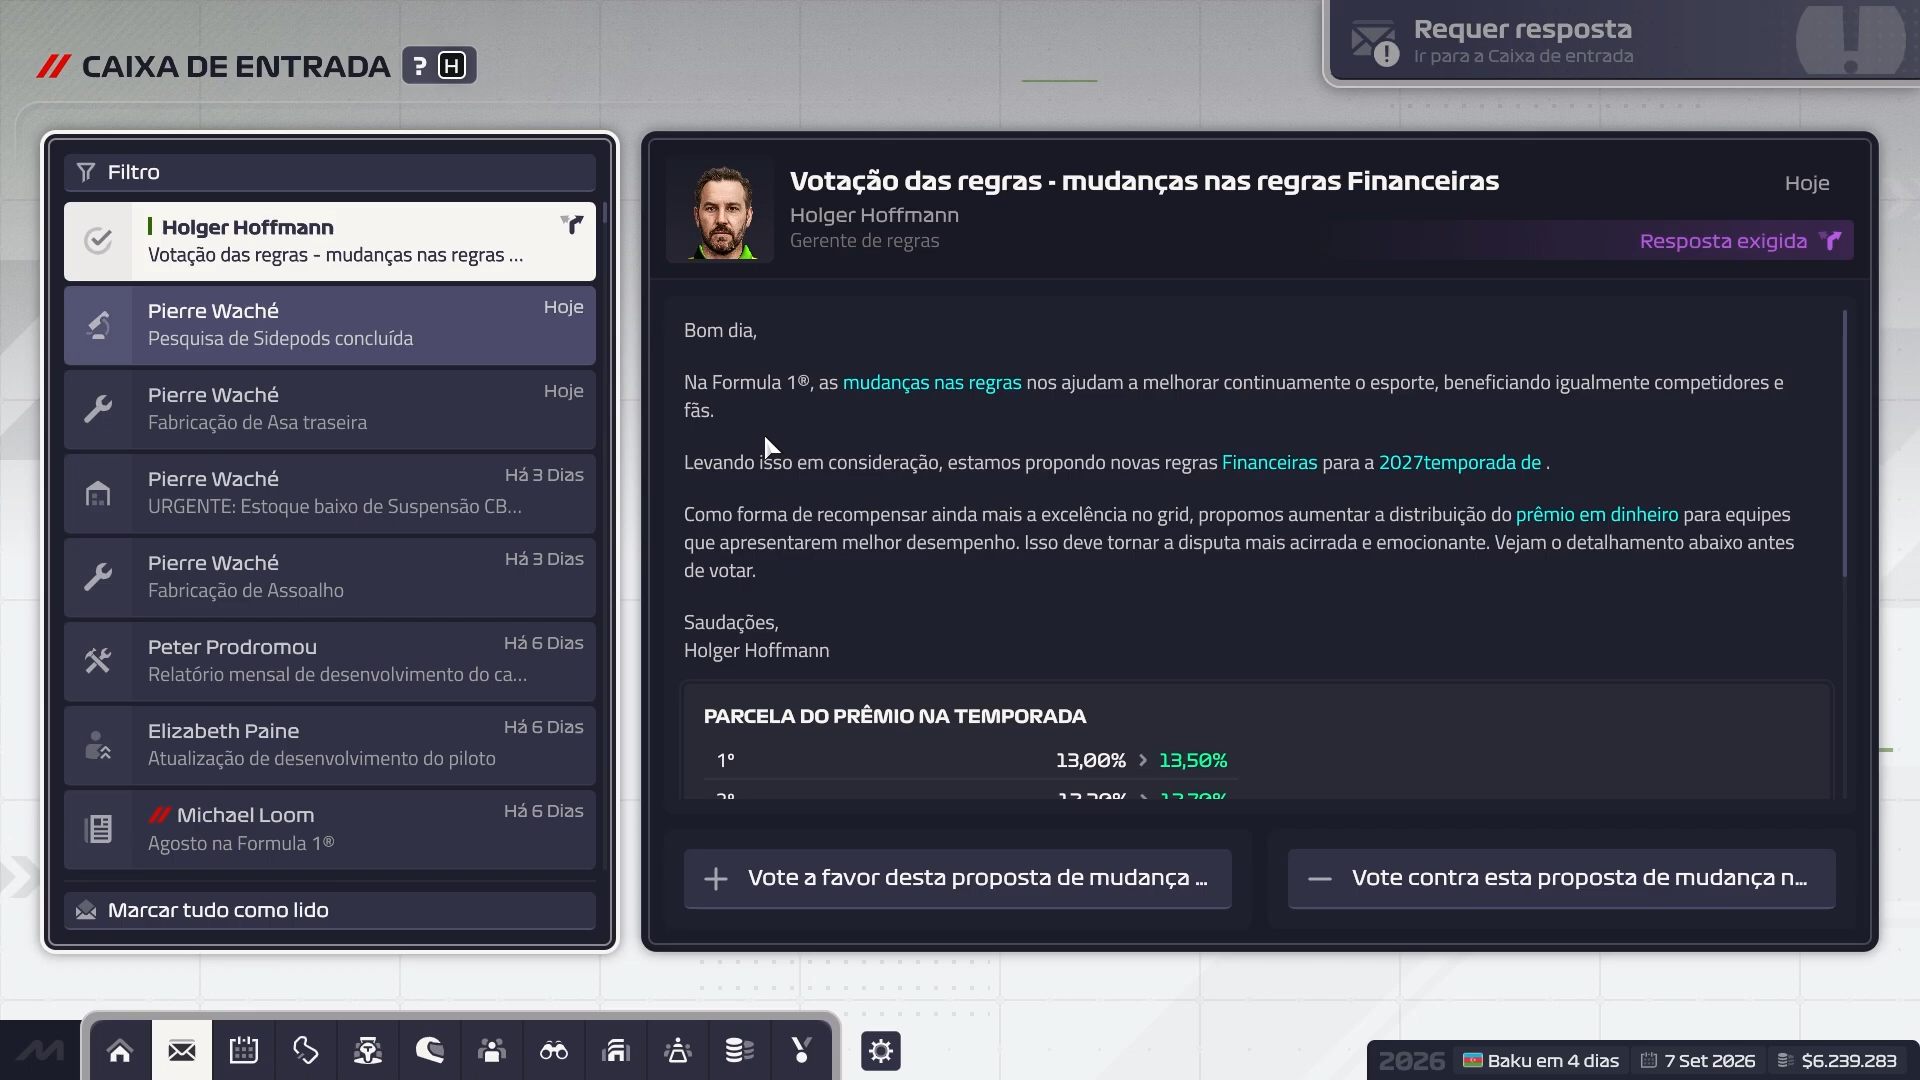 CAIXA DE ENTRADA ? H
Requer resposta
Ir para a Caixa de entrada
Filtro
Holger Hoffmann
Votação das regras - mudanças nas regras ...
Pierre Waché Hoje
Pesquisa de Sidepods concluída
Pierre Waché Hoje
Fabricação de Asa traseira
Pierre Waché Há 3 Dias
URGENTE: Estoque baixo de Suspensão CB...
Pierre Waché Há 3 Dias
Fabricação de Assoalho
Peter Prodromou Há 6 Dias
Relatório mensal de desenvolvimento do ca...
Elizabeth Paine Há 6 Dias
Atualização de desenvolvimento do piloto
Michael Loom Há 6 Dias
Agosto na Formula 1®
Marcar tudo como lido
Votação das regras - mudanças nas regras Financeiras Hoje
Holger Hoffmann
Gerente de regras
Resposta exigida
Bom dia,
Na Formula 1®, as mudanças nas regras nos ajudam a melhorar continuamente o esporte, beneficiando igualmente competidores e
fãs.
Levando isso em consideração, estamos propondo novas regras Financeiras para a 2027temporada de .
Como forma de recompensar ainda mais a excelência no grid, propomos aumentar a distribuição do prêmio em dinheiro para equipes
que apresentarem melhor desempenho. Isso deve tornar a disputa mais acirrada e emocionante. Vejam o detalhamento abaixo antes
de votar.
Saudações,
Holger Hoffmann
PARCELA DO PRÊMIO NA TEMPORADA
1º 13,00% > 13,50%
Vote a favor desta proposta de mudança ...
Vote contra esta proposta de mudança n...
2026 Baku em 4 dias 7 Set 2026 $6.239.283